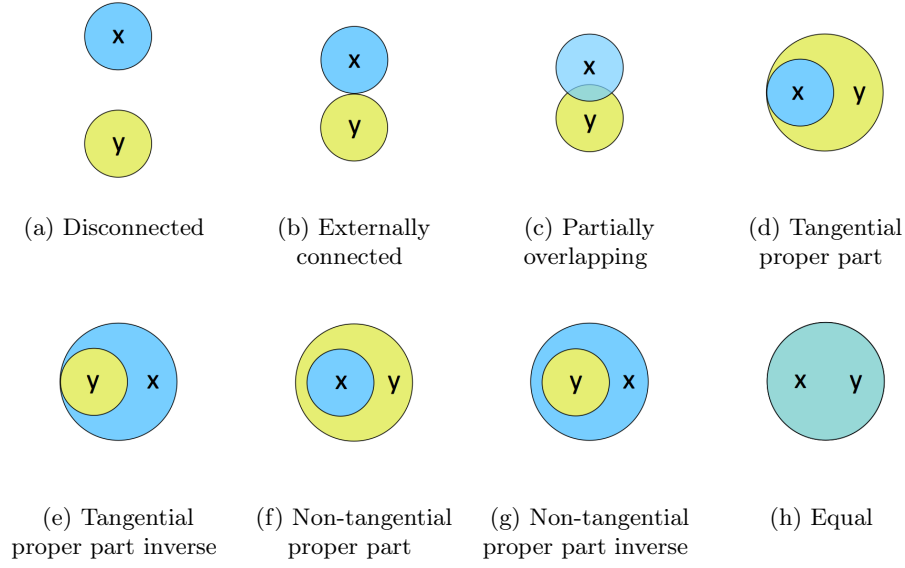 x
y
x
y
x
y
x y
(a) Disconnected
(b) Externally
connected
(c) Partially
overlapping
(d) Tangential
proper part
y x
x y
y x
x y
(e) Tangential
proper part inverse
(f) Non-tangential
proper part
(g) Non-tangential
proper part inverse
(h) Equal